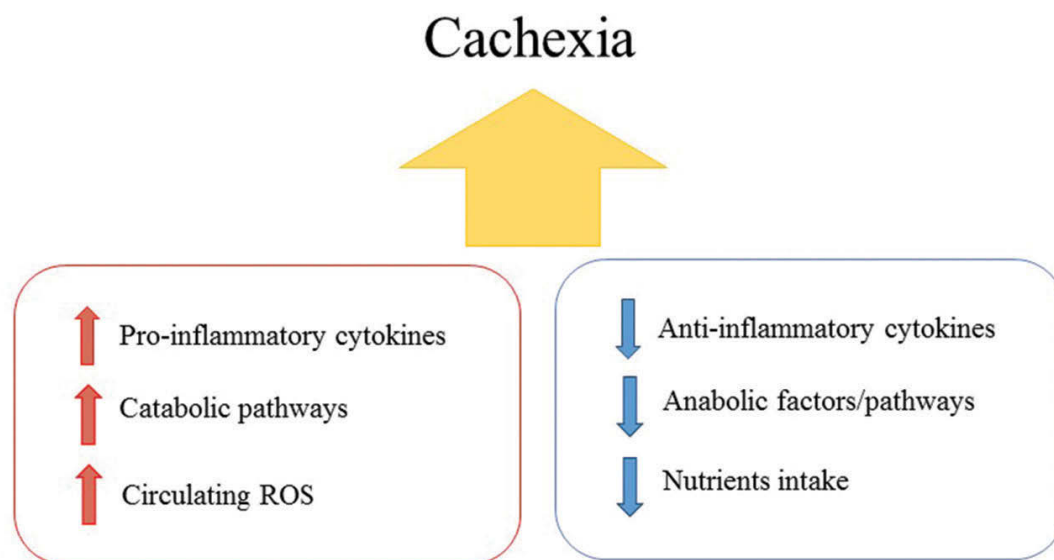 Cachexia
Pro-inflammatory cytokines
Catabolic pathways
Circulating ROS
Anti-inflammatory cytokines
Anabolic factors/pathways
Nutrients intake